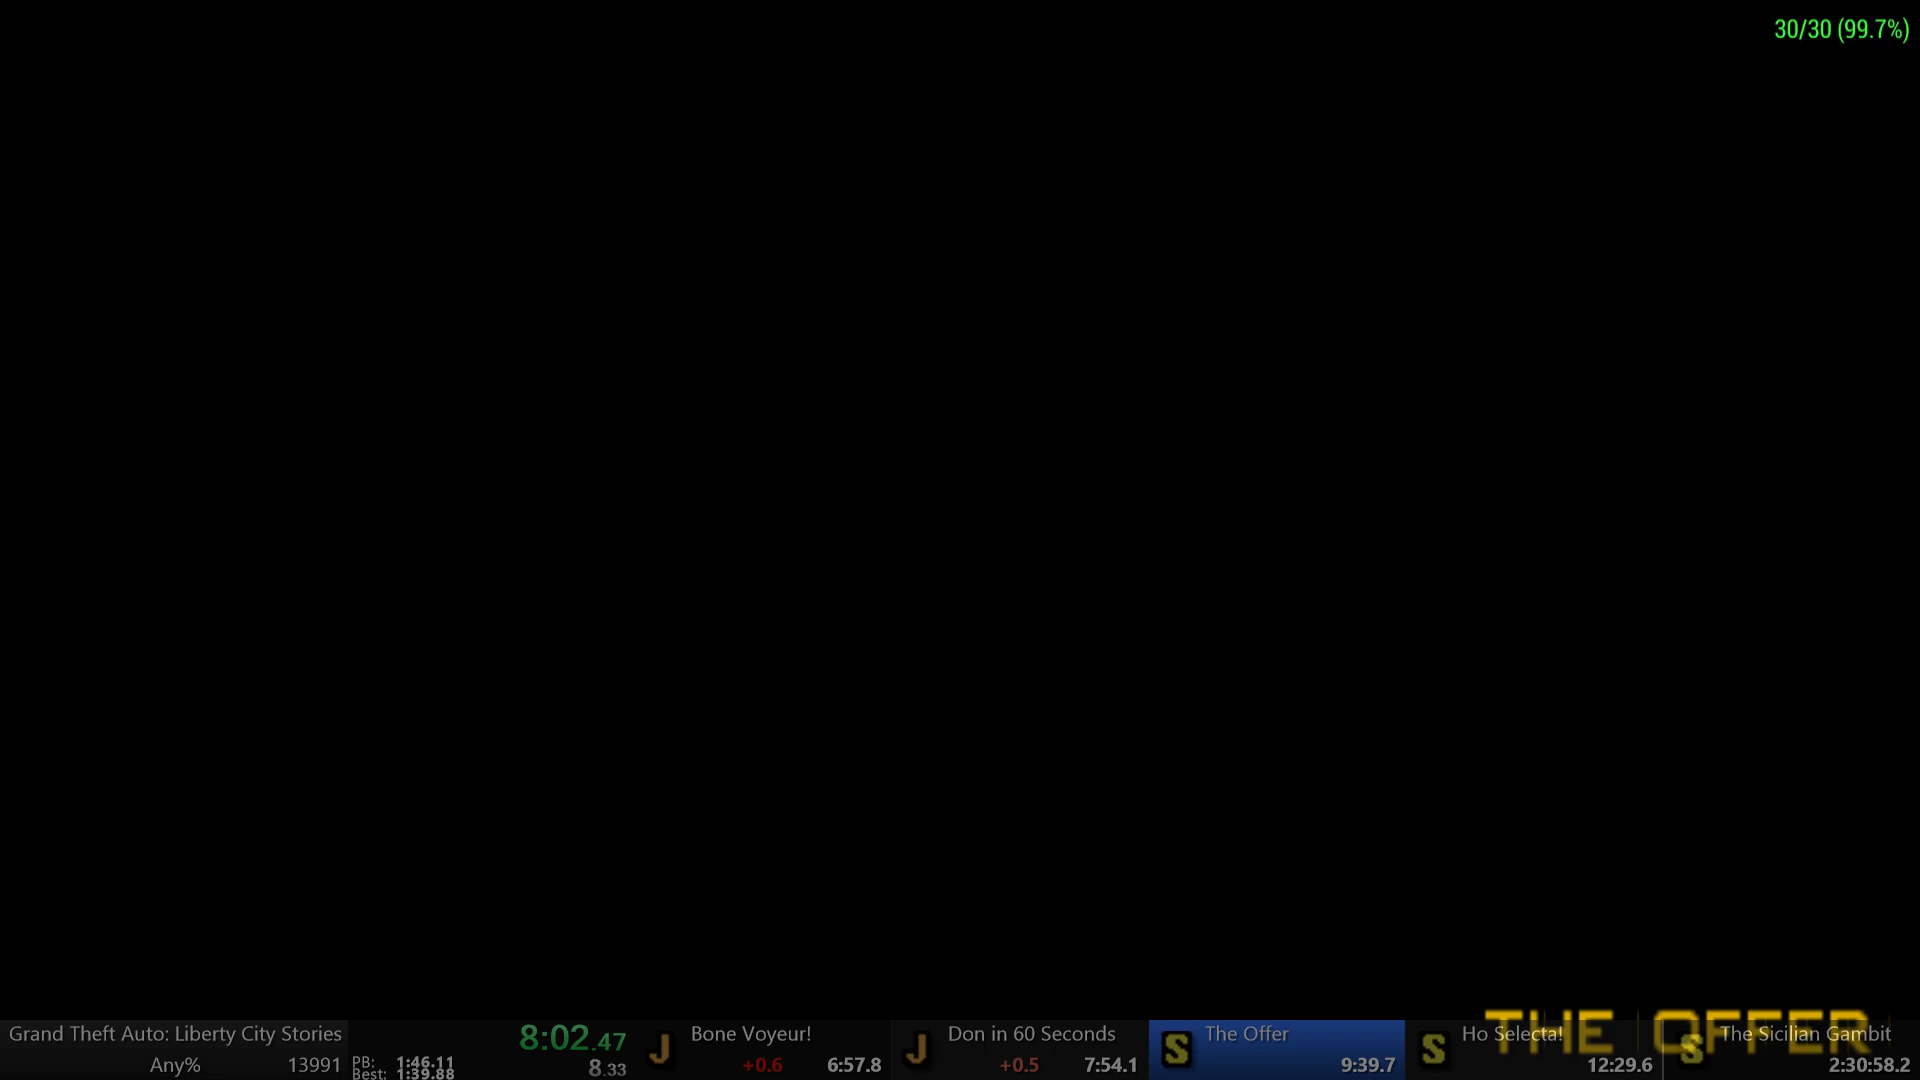 30/30 (99.7%)
Grand Theft Auto: Liberty City Stories
Any% 13991
PB: 1:46.11
Best: 1:39.88
8:02.47
8.33
J Bone Voyeur!
+0.6 6:57.8
J Don in 60 Seconds
+0.5 7:54.1
S The Offer
9:39.7
S Ho Selecta!
12:29.6
S The Sicilian Gambit
2:30:58.2
THE OFFER